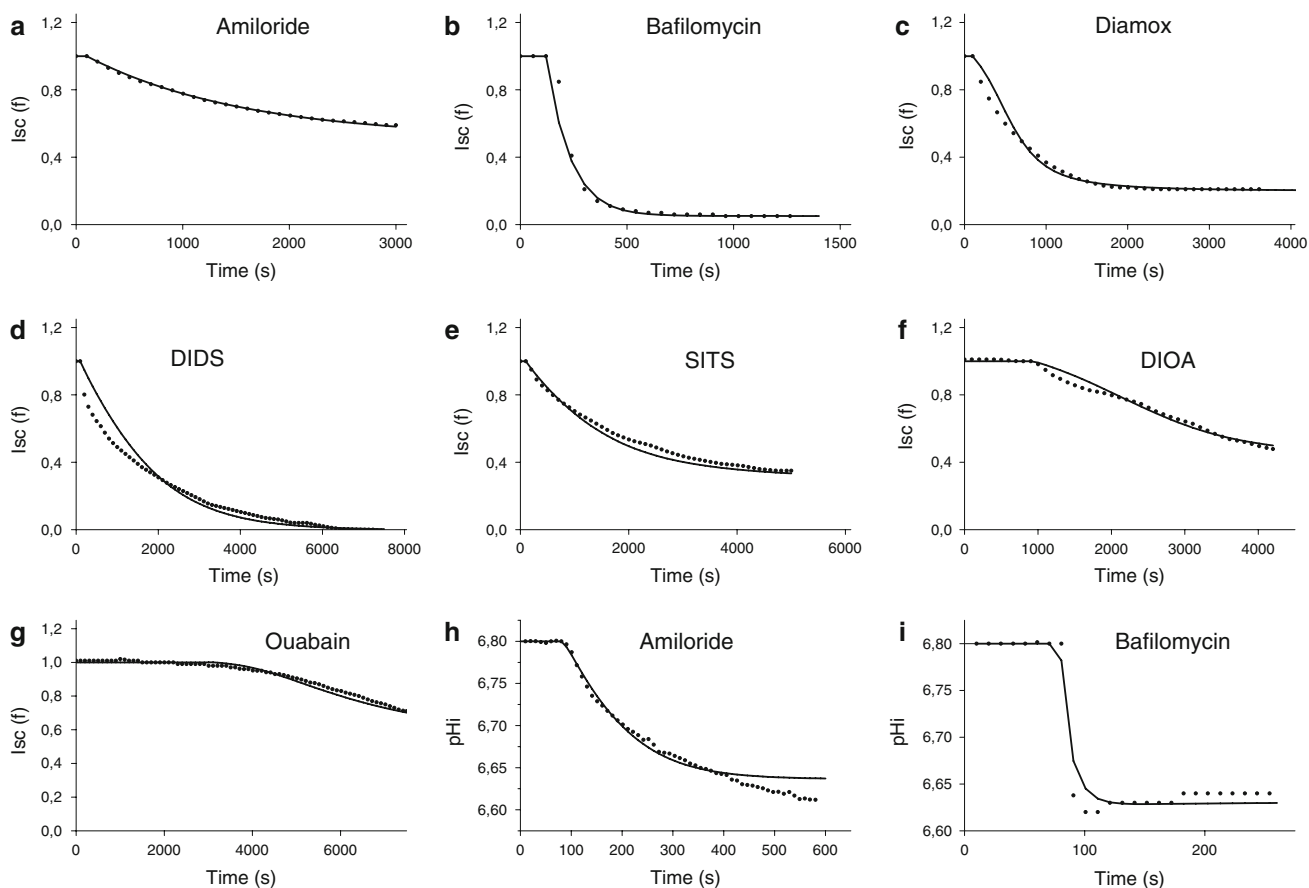 a
Amiloride
Isc (f)
1,2
1,0
0,8
0,4
0,0
0 1000 2000 3000
Time (s)
b
Bafilomycin
Isc (f)
1,2
1,0
0,8
0,4
0,0
0 500 1000 1500
Time (s)
c
Diamox
Isc (f)
1,2
1,0
0,8
0,4
0,0
0 1000 2000 3000 4000
Time (s)
d
DIDS
Isc (f)
1,2
0,8
0,4
0,0
0 2000 4000 6000 8000
Time (s)
e
SITS
Isc (f)
1,2
0,8
0,4
0,0
0 2000 4000 6000
Time (s)
f
DIOA
Isc (f)
1,2
0,8
0,4
0,0
0 1000 2000 3000 4000
Time (s)
g
Ouabain
Isc (f)
1,2
1,0
0,8
0,6
0,4
0,2
0,0
0 2000 4000 6000
Time (s)
h
Amiloride
pHi
6,80
6,75
6,70
6,65
6,60
0 100 200 300 400 500 600
Time (s)
i
Bafilomycin
pHi
6,80
6,75
6,70
6,65
6,60
0 100 200
Time (s)